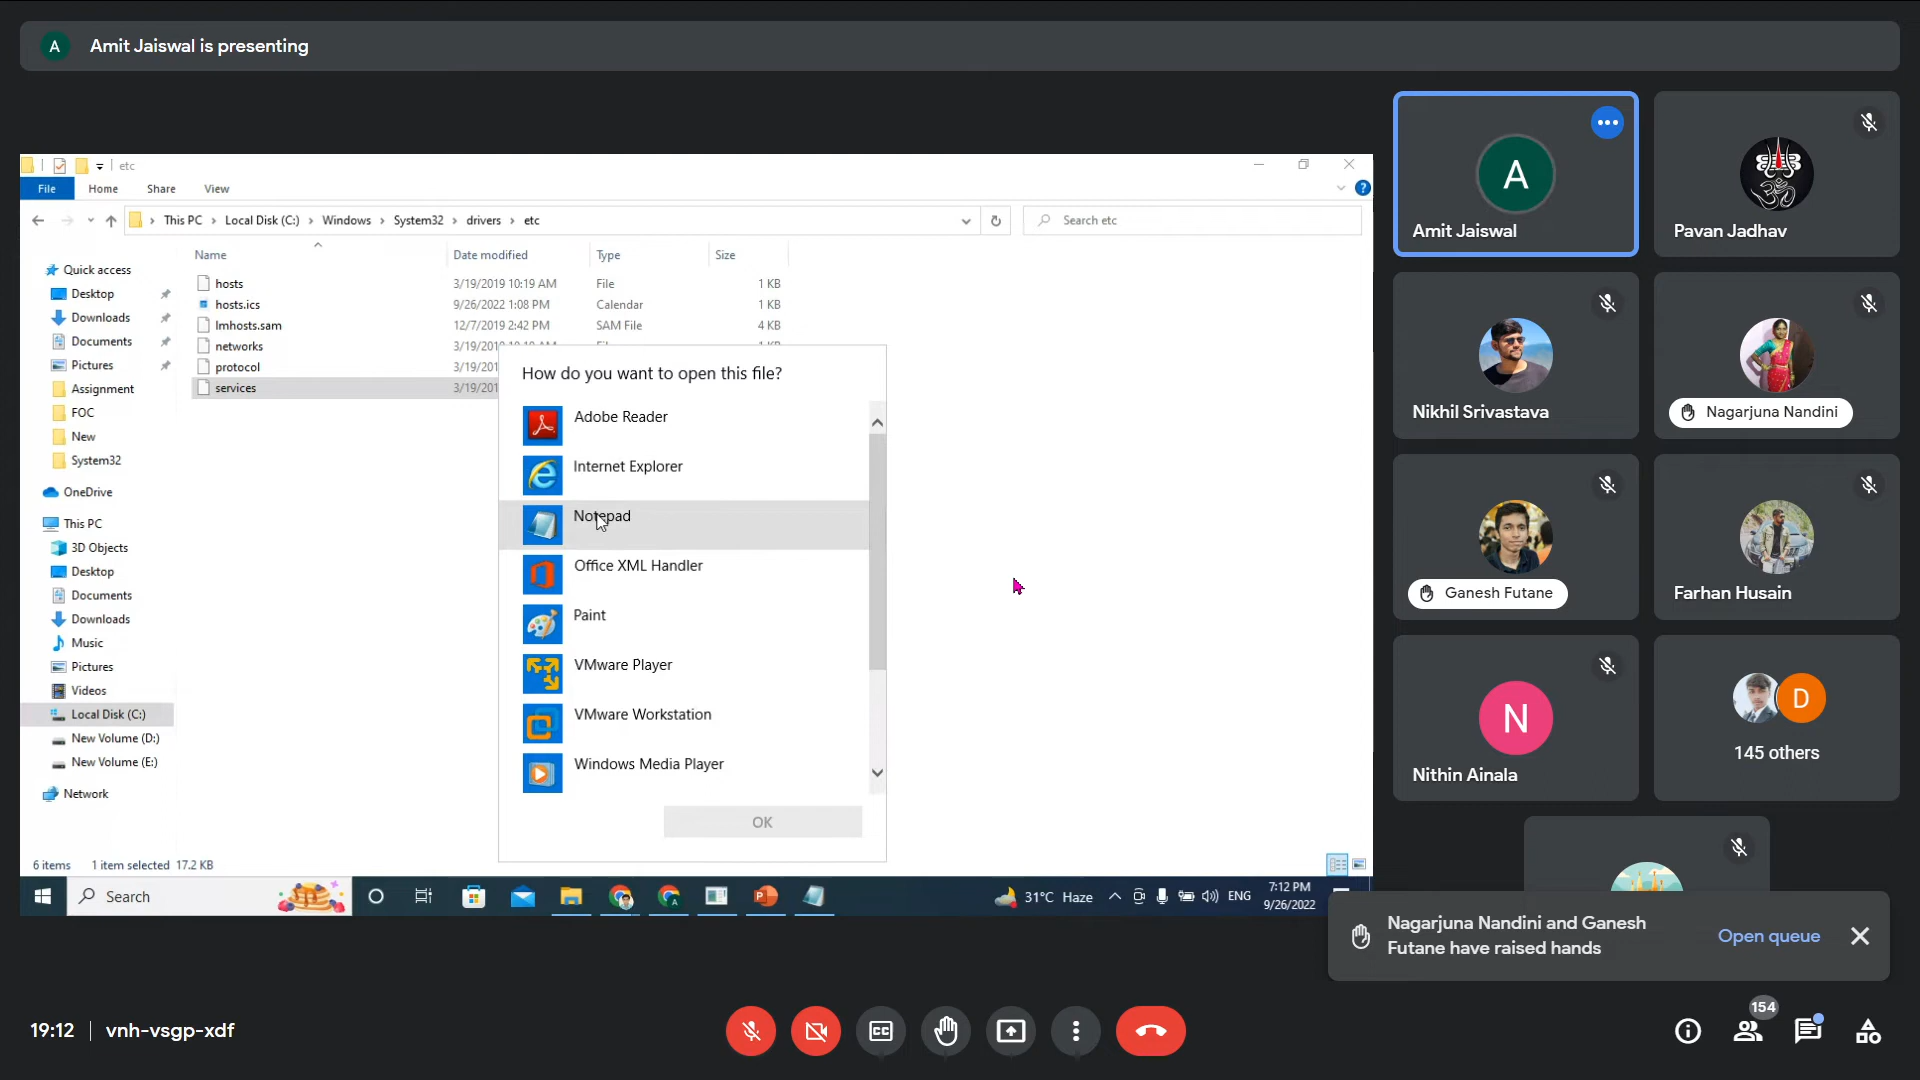 A Amit Jaiswal is presenting
etc
File Home Share View
This PC Local Disk (C:) Windows System32 drivers etc
Search etc
Name Date modified Type Size
hosts 3/19/2019 10:19 AM File 1 KB
hosts.ics 9/26/2022 1:08 PM Calendar 1 KB
lmhosts.sam 12/7/2019 2:42 PM SAM File 4 KB
networks
protocol 3/19/201
services 3/19/201
Quick access
Desktop
Downloads
Documents
Pictures
Assignment
FOC
New
System32
OneDrive
This PC
3D Objects
Desktop
Documents
Downloads
Music
Pictures
Videos
Local Disk (C:)
New Volume (D:)
New Volume (E:)
Network
6 items 1 item selected 17.2 KB
How do you want to open this file?
Adobe Reader
Internet Explorer
Notepad
Office XML Handler
Paint
VMware Player
VMware Workstation
Windows Media Player
OK
Search
31°C Haze
ENG
7:12 PM
9/26/2022
A
Amit Jaiswal
Pavan Jadhav
Nikhil Srivastava
Nagarjuna Nandini
Ganesh Futane
Farhan Husain
N
Nithin Ainala
D
145 others
Nagarjuna Nandini and Ganesh
Futane have raised hands
Open queue
19:12 vnh-vsgp-xdf
154